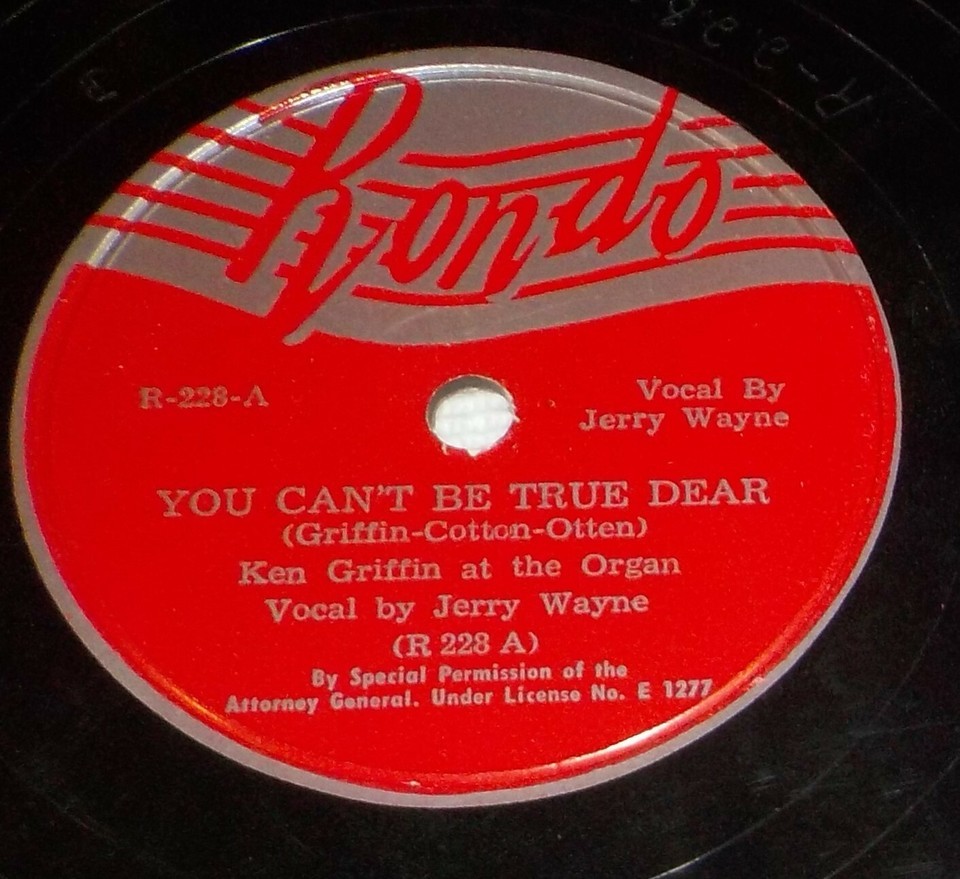 R-228
Rondo
R-228-A
Vocal By
Jerry Wayne
YOU CAN'T BE TRUE DEAR
(Griffin-Cotton-Otten)
Ken Griffin at the Organ
Vocal by Jerry Wayne
(R 228 A)
By Special Permission of the
Attorney General. Under License No. E 1277